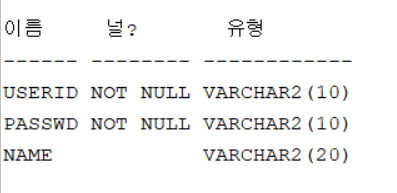 이름 널? 유형
------ -------- ------------
USERID NOT NULL VARCHAR2(10)
PASSWD NOT NULL VARCHAR2(10)
NAME VARCHAR2(20)